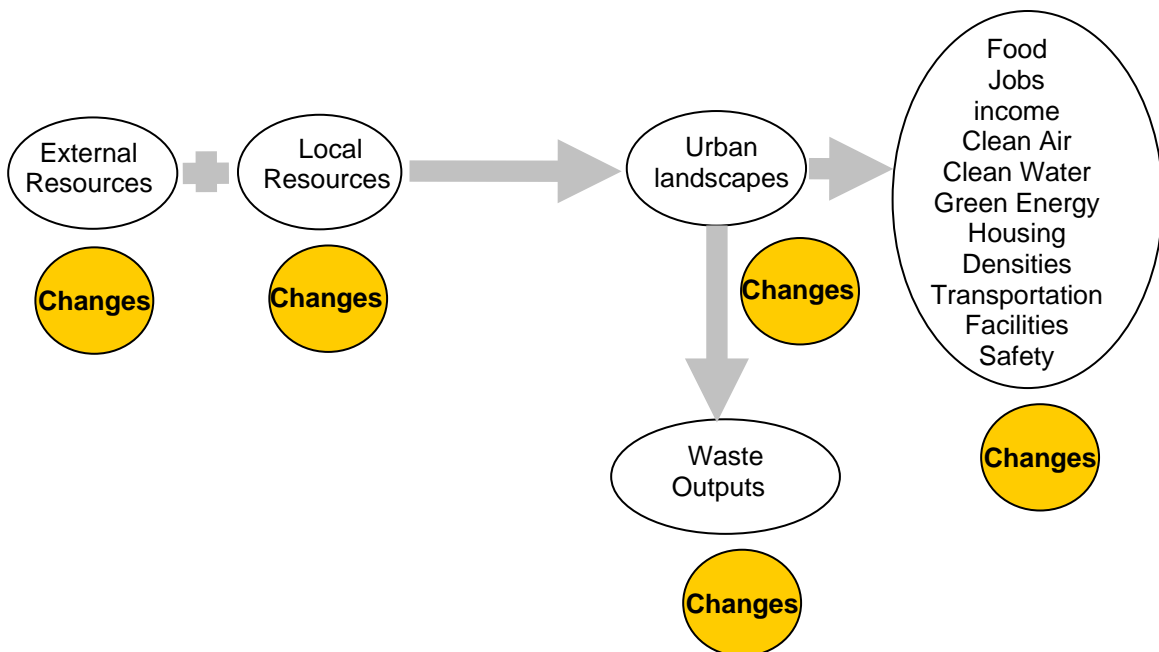 External
Resources
Local
Resources
Urban
landscapes
Food
Jobs
income
Clean Air
Clean Water
Green Energy
Housing
Densities
Transportation
Facilities
Safety
Changes
Changes
Changes
Waste
Outputs
Changes
Changes